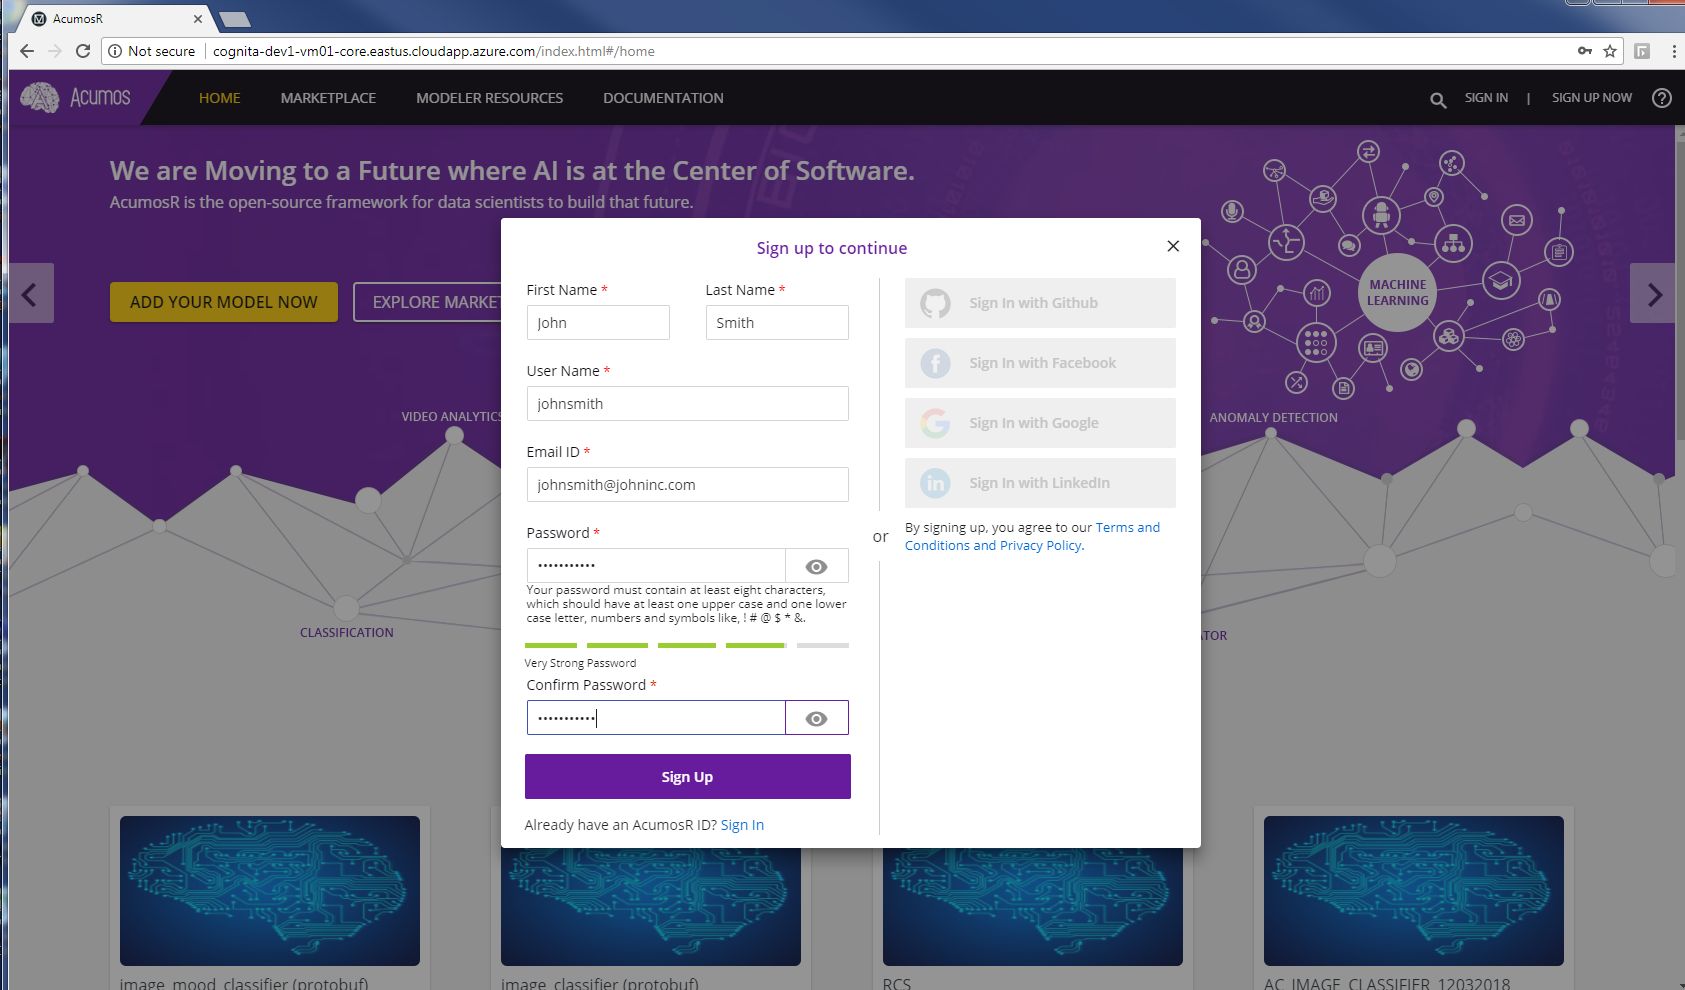 AcumosR
Not secure
cognita-dev1-vm01-core.eastus.cloudapp.azure.com/index.html#/home
Acumos
HOME
MARKETPLACE
MODELER RESOURCES
DOCUMENTATION
SIGN IN
|
SIGN UP NOW
We are Moving to a Future where AI is at the Center of Software.
AcumosR is the open-source framework for data scientists to build that future.
ADD YOUR MODEL NOW
EXPLORE MARKET
MACHINE
LEARNING
VIDEO ANALYTICS
ANOMALY DETECTION
CLASSIFICATION
ATOR
Sign up to continue
First Name *
Last Name *
John
Smith
User Name *
johnsmith
Email ID *
johnsmith@johninc.com
Password *
•••••••••••
Your password must contain at least eight characters,
which should have at least one upper case and one lower
case letter, numbers and symbols like, ! # @ $ * &.
Very Strong Password
Confirm Password *
•••••••••••
Sign Up
Already have an AcumosR ID? Sign In
or
Sign In with Github
Sign In with Facebook
Sign In with Google
Sign In with LinkedIn
By signing up, you agree to our Terms and
Conditions and Privacy Policy.
image_mood_classifier (protobuf)
image_classifier (protobuf)
RCS
AC_IMAGE_CLASSIFIER_12032018